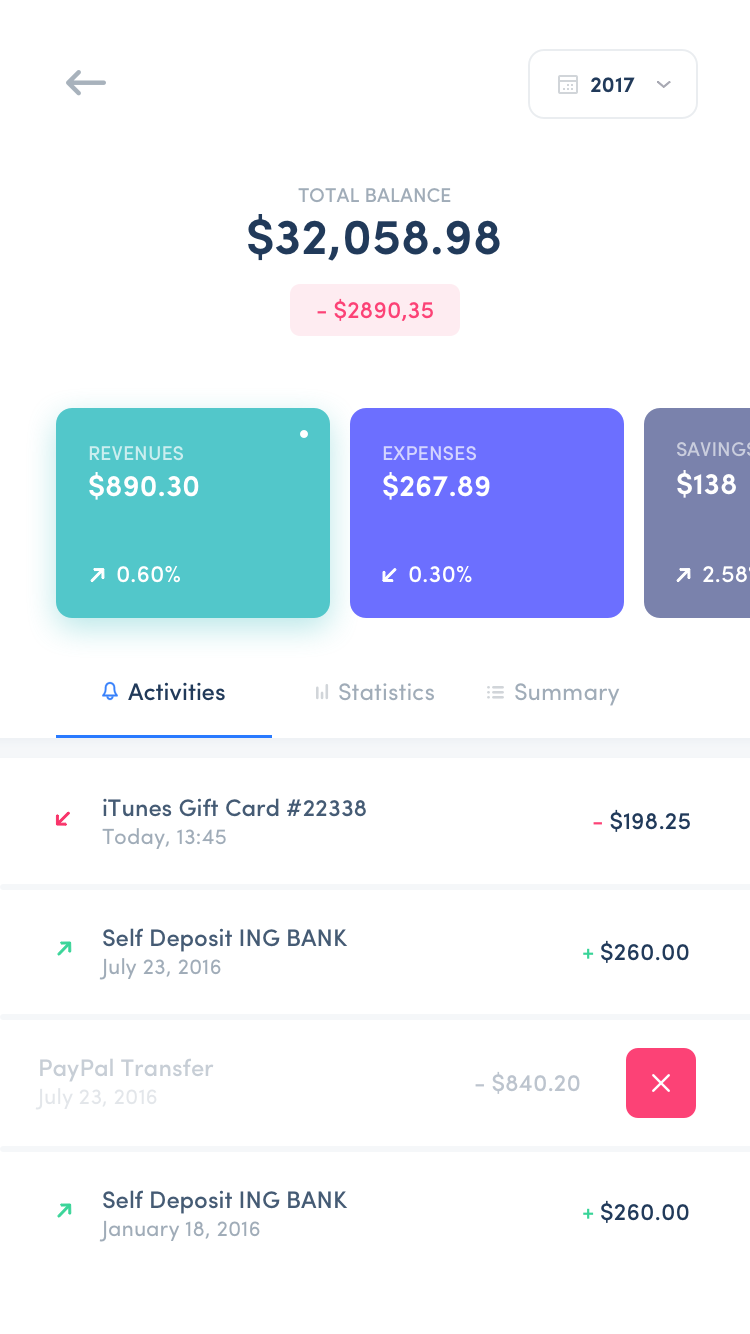 2017
TOTAL BALANCE
$32,058.98
- $2890,35
REVENUES
$890.30
0.60%
EXPENSES
$267.89
0.30%
SAVINGS
$138
2.58%
Activities
Statistics
Summary
iTunes Gift Card #22338
Today, 13:45
- $198.25
Self Deposit ING BANK
July 23, 2016
+ $260.00
PayPal Transfer
July 23, 2016
- $840.20
Self Deposit ING BANK
January 18, 2016
+ $260.00